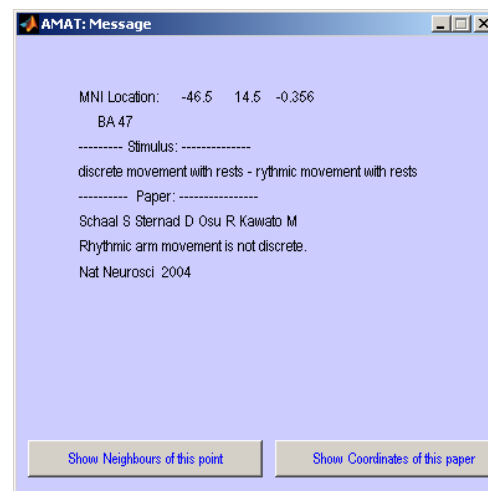 AMAT: Message
MNI Location: -46.5 14.5 -0.356
BA 47
--------- Stimulus: --------------
discrete movement with rests - rythmic movement with rests
---------- Paper: ----------------
Schaal S Sternad D Osu R Kawato M
Rhythmic arm movement is not discrete.
Nat Neurosci 2004
Show Neighbours of this point
Show Coordinates of this paper